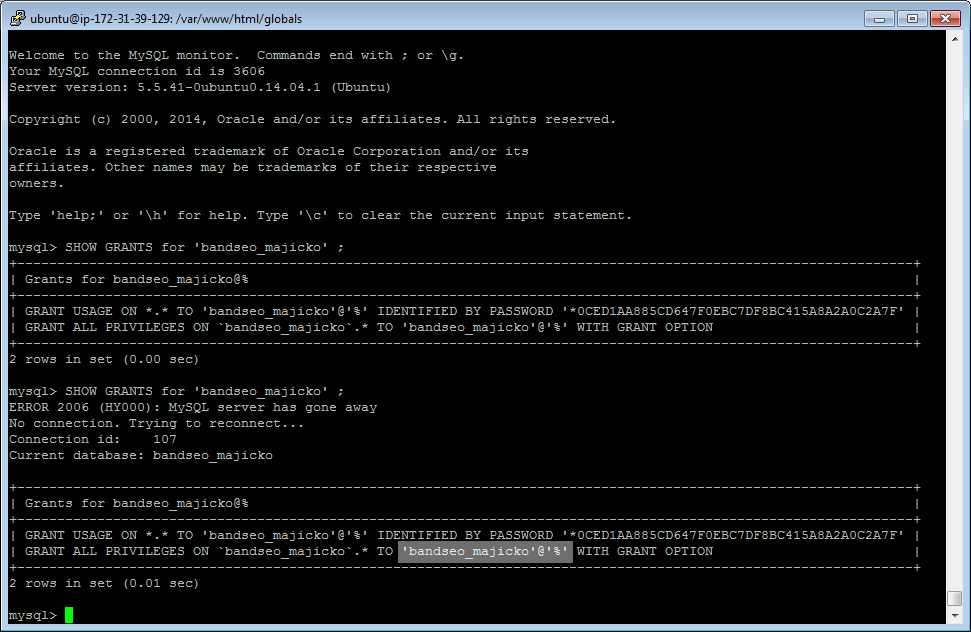 ubuntu@ip-172-31-39-129: /var/www/html/globals
Welcome to the MySQL monitor.  Commands end with ; or \g.
Your MySQL connection id is 3606
Server version: 5.5.41-0ubuntu0.14.04.1 (Ubuntu)
Copyright (c) 2000, 2014, Oracle and/or its affiliates. All rights reserved.
Oracle is a registered trademark of Oracle Corporation and/or its
affiliates. Other names may be trademarks of their respective
owners.
Type 'help;' or '\h' for help. Type '\c' to clear the current input statement.
mysql> SHOW GRANTS for 'bandseo_majicko' ;
+----------------------------------------------------------------------------------------------------------------+
| Grants for bandseo_majicko@%                                                                                   |
+----------------------------------------------------------------------------------------------------------------+
| GRANT USAGE ON *.* TO 'bandseo_majicko'@'%' IDENTIFIED BY PASSWORD '*0CED1AA885CD647F0EBC7DF8BC415A8A2A0C2A7F' |
| GRANT ALL PRIVILEGES ON `bandseo_majicko`.* TO 'bandseo_majicko'@'%' WITH GRANT OPTION                         |
+----------------------------------------------------------------------------------------------------------------+
2 rows in set (0.00 sec)
mysql> SHOW GRANTS for 'bandseo_majicko' ;
ERROR 2006 (HY000): MySQL server has gone away
No connection. Trying to reconnect...
Connection id:    107
Current database: bandseo_majicko
+----------------------------------------------------------------------------------------------------------------+
| Grants for bandseo_majicko@%                                                                                   |
+----------------------------------------------------------------------------------------------------------------+
| GRANT USAGE ON *.* TO 'bandseo_majicko'@'%' IDENTIFIED BY PASSWORD '*0CED1AA885CD647F0EBC7DF8BC415A8A2A0C2A7F' |
| GRANT ALL PRIVILEGES ON `bandseo_majicko`.* TO 'bandseo_majicko'@'%' WITH GRANT OPTION                         |
+----------------------------------------------------------------------------------------------------------------+
2 rows in set (0.01 sec)
mysql>